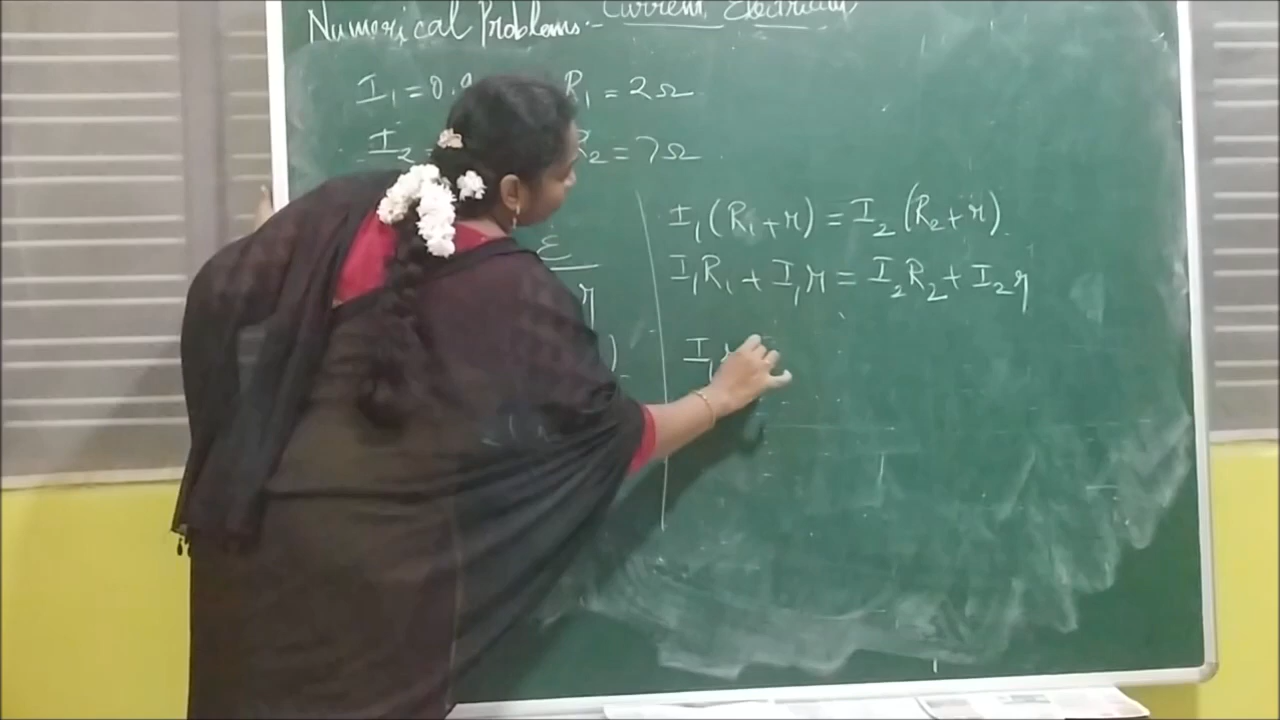 Numerical Problems:- Current Electricity
I₁ = 0.9 R₁ = 2Ω
I₂ = R₂ = 7Ω
ε
r
)
I₁(R₁+r) = I₂(R₂+r).
I₁R₁ + I₁r = I₂R₂ + I₂r
I₁